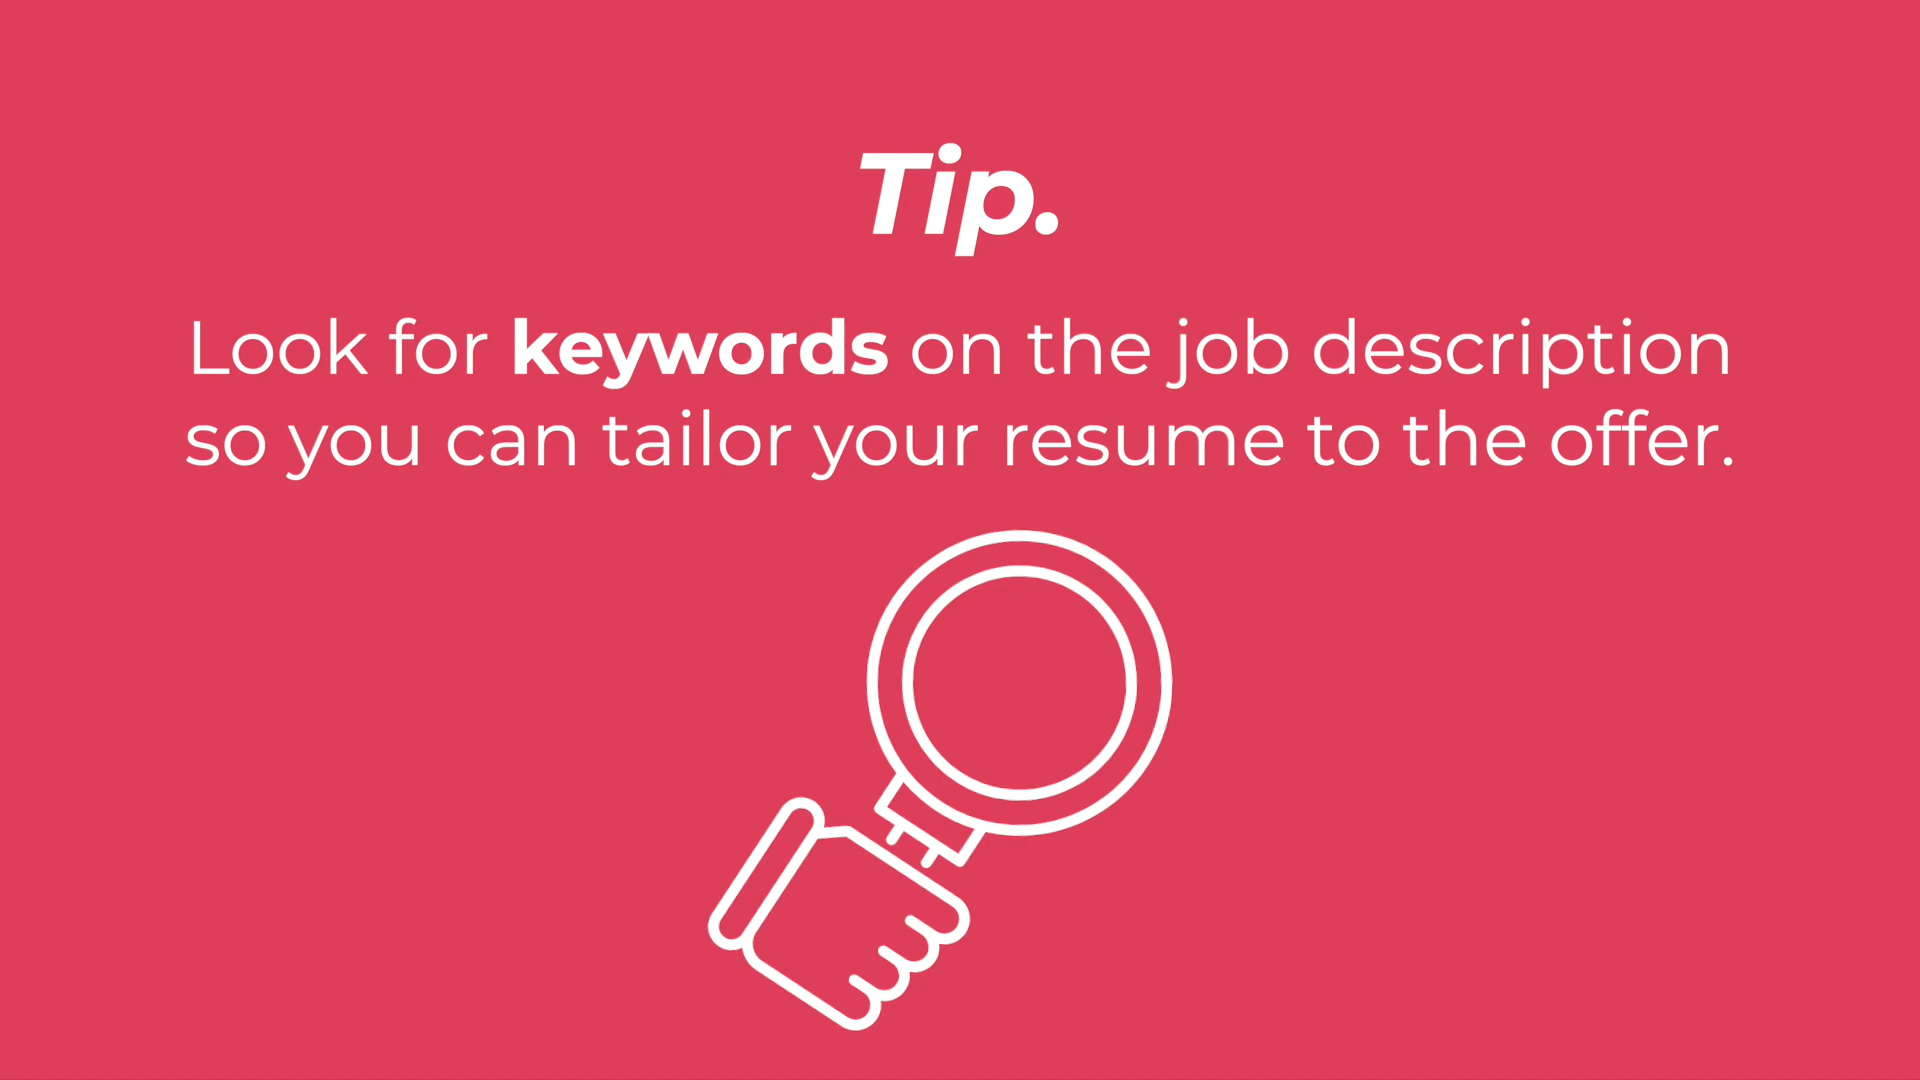 Tip.
Look for keywords on the job description
so you can tailor your resume to the offer.